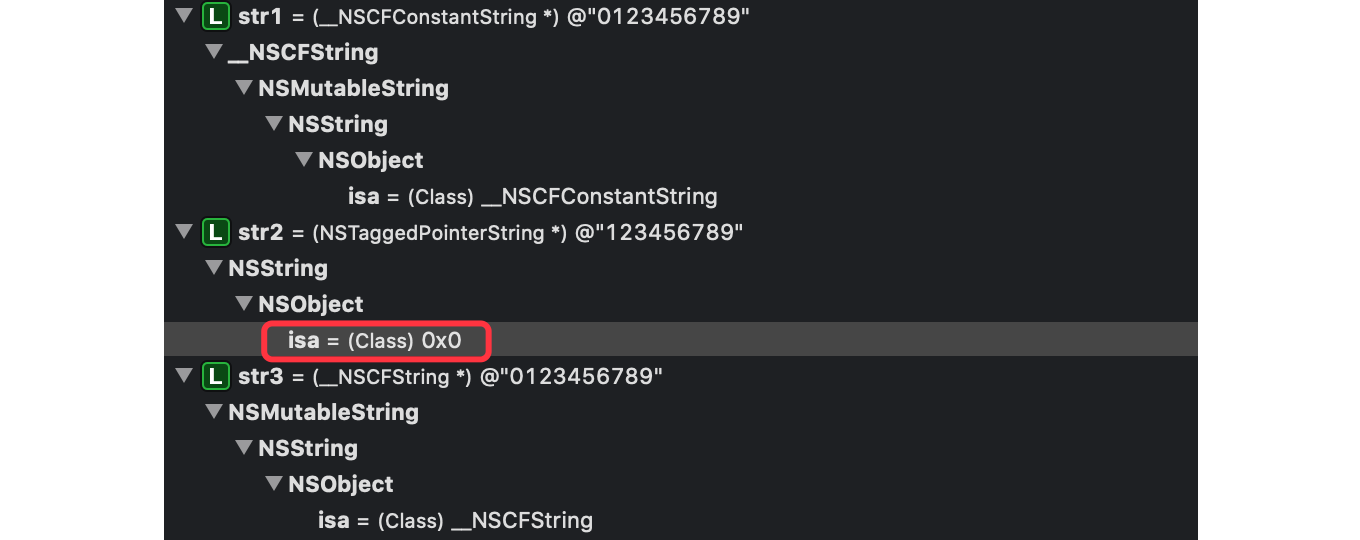 L str1 = (__NSCFConstantString *) @"0123456789"
__NSCFString
NSMutableString
NSString
NSObject
isa = (Class) __NSCFConstantString
L str2 = (NSTaggedPointerString *) @"123456789"
NSString
NSObject
isa = (Class) 0x0
L str3 = (__NSCFString *) @"0123456789"
NSMutableString
NSString
NSObject
isa = (Class) __NSCFString